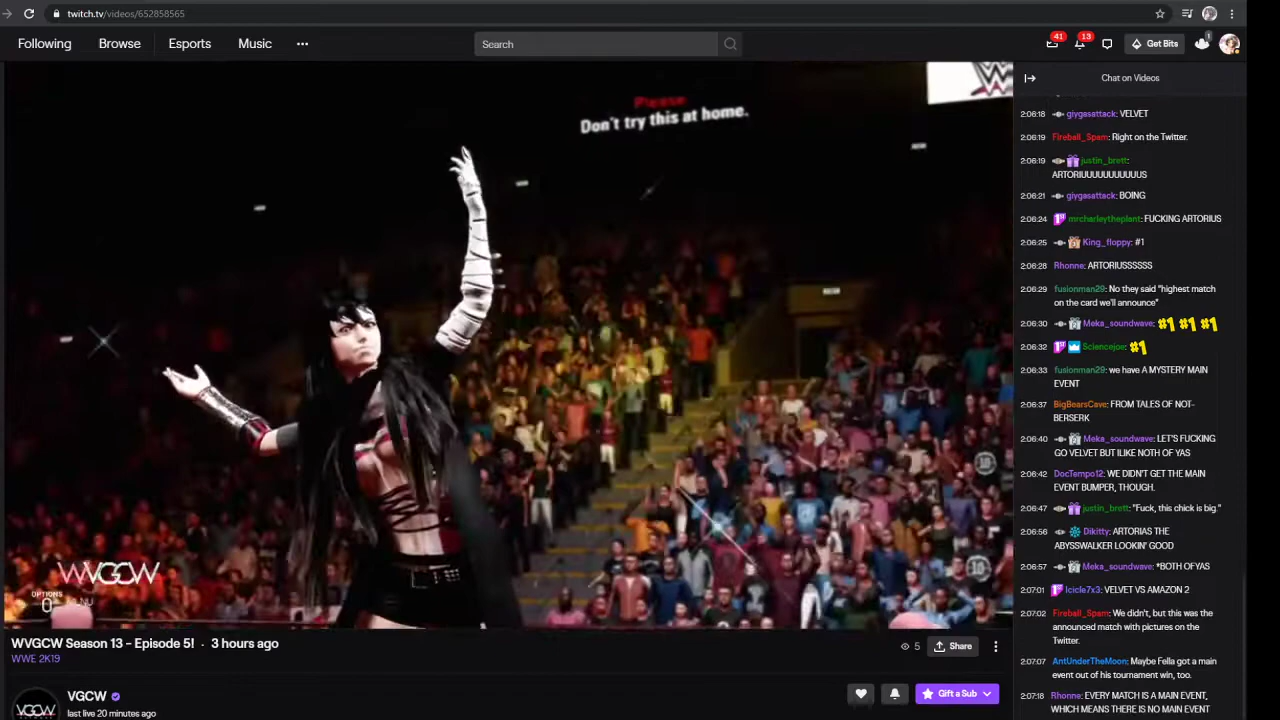 twitch.tv/videos/652858565
Following Browse Esports Music Search 41 13 Get Bits 1
Please
Don't try this at home.
W
WVGCW
OPTIONS
WVGCW Season 13 - Episode 5! · 3 hours ago
5 Share
WWE 2K19
VGCW
Gift a Sub
VGCW
last live 20 minutes ago
Chat on Videos
2:06:18 giygasattack: VELVET
2:06:19 Fireball_Spam: Right on the Twitter.
2:06:19 justin_brett:
ARTORIUUUUUUUUUUS
2:06:21 giygasattack: BOING
2:06:24 mrcharleytheplant: FUCKING ARTORIUS
2:06:25 King_floppy: #1
2:06:28 Rhonne: ARTORIUSSSSSS
2:06:29 fusionman29: No they said "highest match
on the card we'll announce"
2:06:30 Meka_soundwave: #1 #1 #1
2:06:32 Sciencejoe: #1
2:06:33 fusionman29: we have A MYSTERY MAIN
EVENT
2:06:37 BigBearsCave: FROM TALES OF NOT-
BERSERK
2:06:40 Meka_soundwave: LET'S FUCKING
GO VELVET BUT ILIKE NOTH OF YAS
2:06:42 DocTempo12: WE DIDN'T GET THE MAIN
EVENT BUMPER, THOUGH.
2:06:47 justin_brett: "Fuck, this chick is big."
2:06:56 Dikitty: ARTORIAS THE
ABYSSWALKER LOOKIN' GOOD
2:06:57 Meka_soundwave: *BOTH OF YAS
2:07:01 Icicle7x3: VELVET VS AMAZON 2
2:07:02 Fireball_Spam: We didn't, but this was the
announced match with pictures on the
Twitter.
2:07:07 AntUnderTheMoon: Maybe Fella got a main
event out of his tournament win, too.
2:07:18 Rhonne: EVERY MATCH IS A MAIN EVENT,
WHICH MEANS THERE IS NO MAIN EVENT